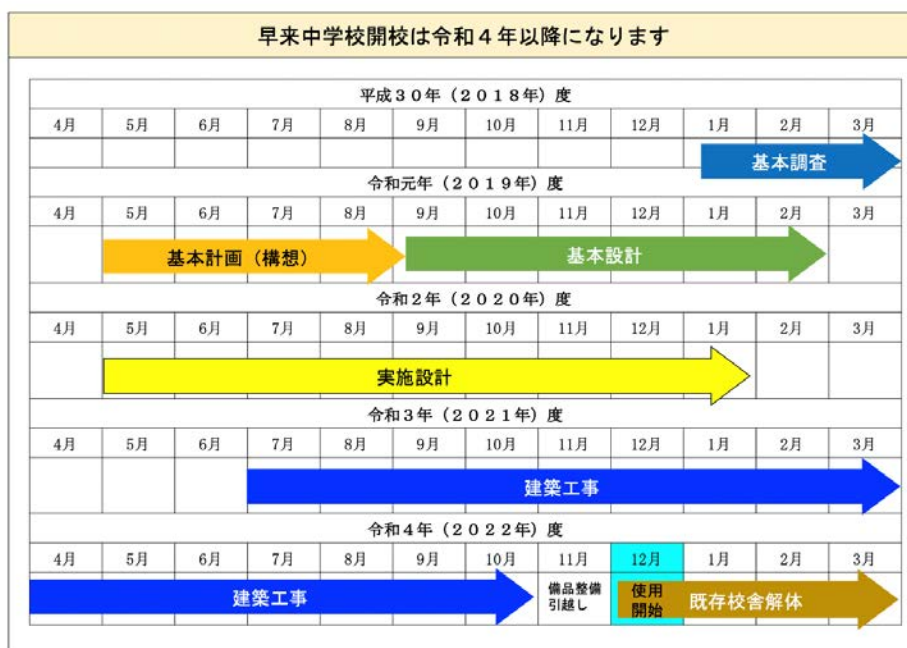 早来中学校開校は令和４年以降になります
平成３０年（２０１８年）度
4月 5月 6月 7月 8月 9月 10月 11月 12月 1月 2月 3月
基本調査
令和元年（２０１９年）度
4月 5月 6月 7月 8月 9月 10月 11月 12月 1月 2月 3月
基本計画（構想） 基本設計
令和２年（２０２０年）度
4月 5月 6月 7月 8月 9月 10月 11月 12月 1月 2月 3月
実施設計
令和３年（２０２１年）度
4月 5月 6月 7月 8月 9月 10月 11月 12月 1月 2月 3月
建築工事
令和４年（２０２２年）度
4月 5月 6月 7月 8月 9月 10月 11月 12月 1月 2月 3月
建築工事
備品整備
引越し
使用
開始
既存校舎解体